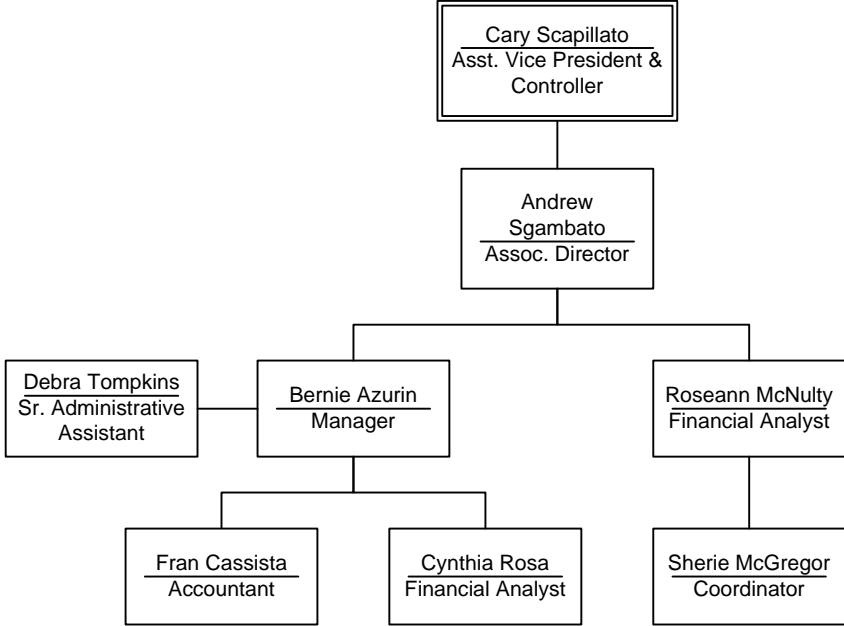 Cary Scapillato
Asst. Vice President &
Controller
Andrew
Sgambato
Assoc. Director
Debra Tompkins
Sr. Administrative
Assistant
Bernie Azurin
Manager
Roseann McNulty
Financial Analyst
Fran Cassista
Accountant
Cynthia Rosa
Financial Analyst
Sherie McGregor
Coordinator